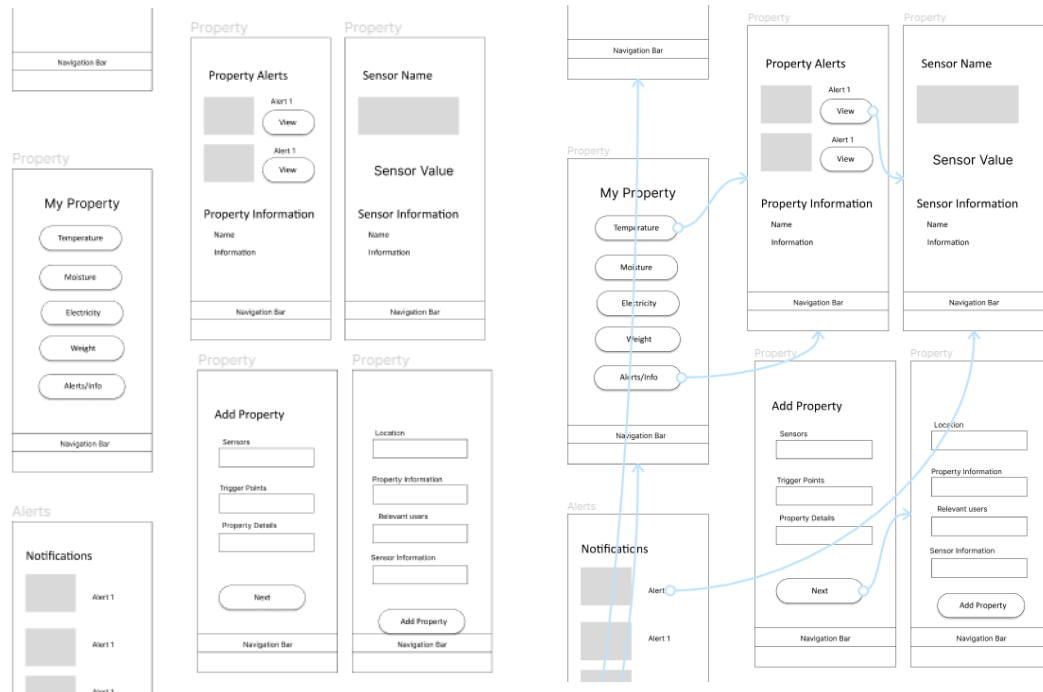 Navigation Bar
Property
My Property
Temperature
Moisture
Electricity
Weight
Alerts/Info
Navigation Bar
Alerts
Notifications
Alert 1
Alert 1
Alert 1
Property
Property Alerts
Alert 1
View
Alert 1
View
Property Information
Name
Information
Navigation Bar
Property
Sensor Name
Sensor Value
Sensor Information
Name
Information
Navigation Bar
Property
Add Property
Sensors
Trigger Points
Property Details
Next
Navigation Bar
Property
Location
Property Information
Relevant users
Sensor Information
Add Property
Navigation Bar
Navigation Bar
Property
My Property
Temperature
Moisture
Electricity
Weight
Alerts/Info
Navigation Bar
Alerts
Notifications
Alert
Alert 1
Property
Property Alerts
Alert 1
View
Alert 1
View
Property Information
Name
Information
Navigation Bar
Property
Sensor Name
Sensor Value
Sensor Information
Name
Information
Navigation Bar
Property
Add Property
Sensors
Trigger Points
Property Details
Next
Navigation Bar
Property
Location
Property Information
Relevant users
Sensor Information
Add Property
Navigation Bar